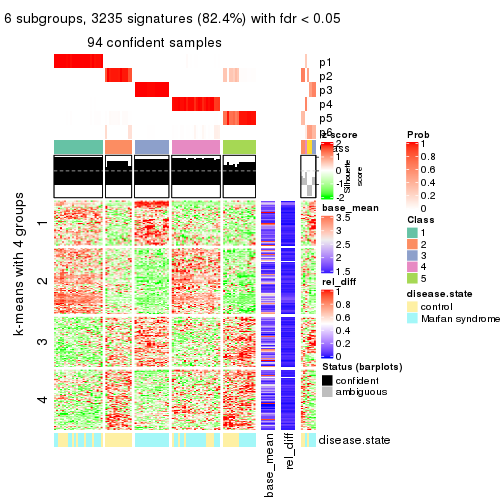 6 subgroups, 3235 signatures (82.4%) with fdr < 0.05
94 confident samples
p1
p2
p3
p4
p5
p6
Class
Silhouette
score
k-means with 4 groups
1
2
3
4
base_mean
rel_diff
disease.state
z-score
2
1
0
-1
-2
base_mean
3.5
3
2.5
2
1.5
rel_diff
1
0.8
0.6
0.4
0.2
0
Status (barplots)
confident
ambiguous
Prob
1
0.8
0.6
0.4
0.2
0
Class
1
2
3
4
5
disease.state
control
Marfan syndrome